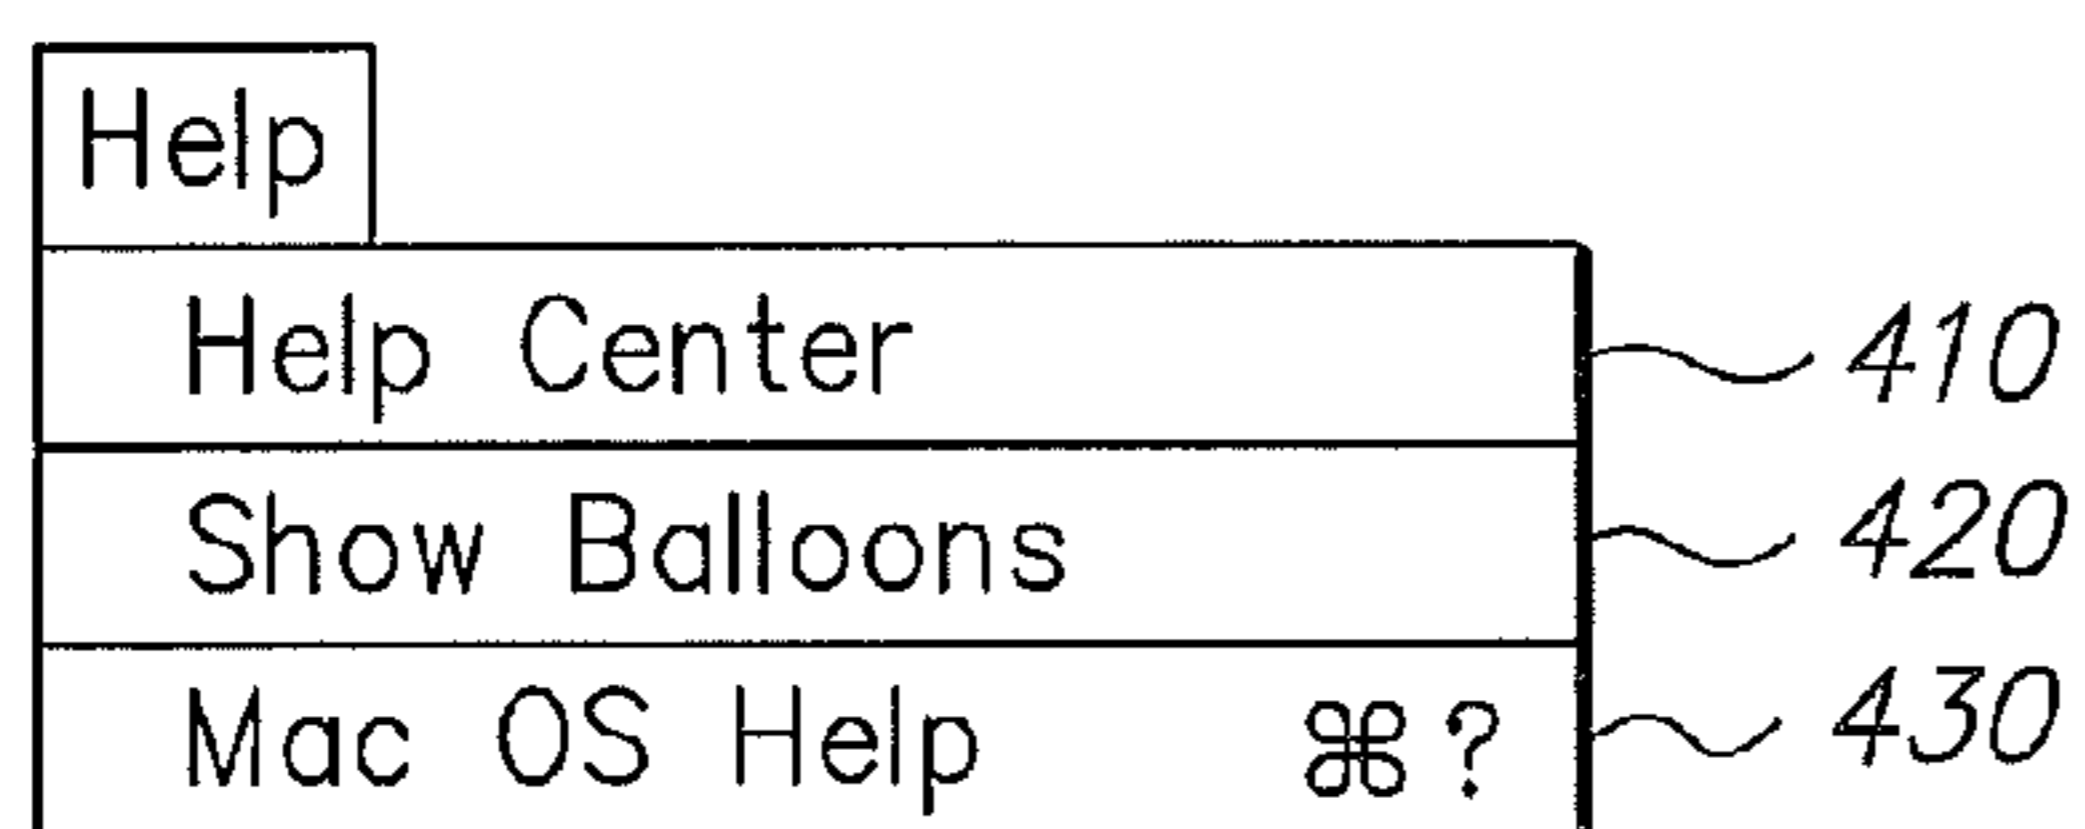 Help
Help Center 410
Show Balloons 420
Mac OS Help ⌘? 430